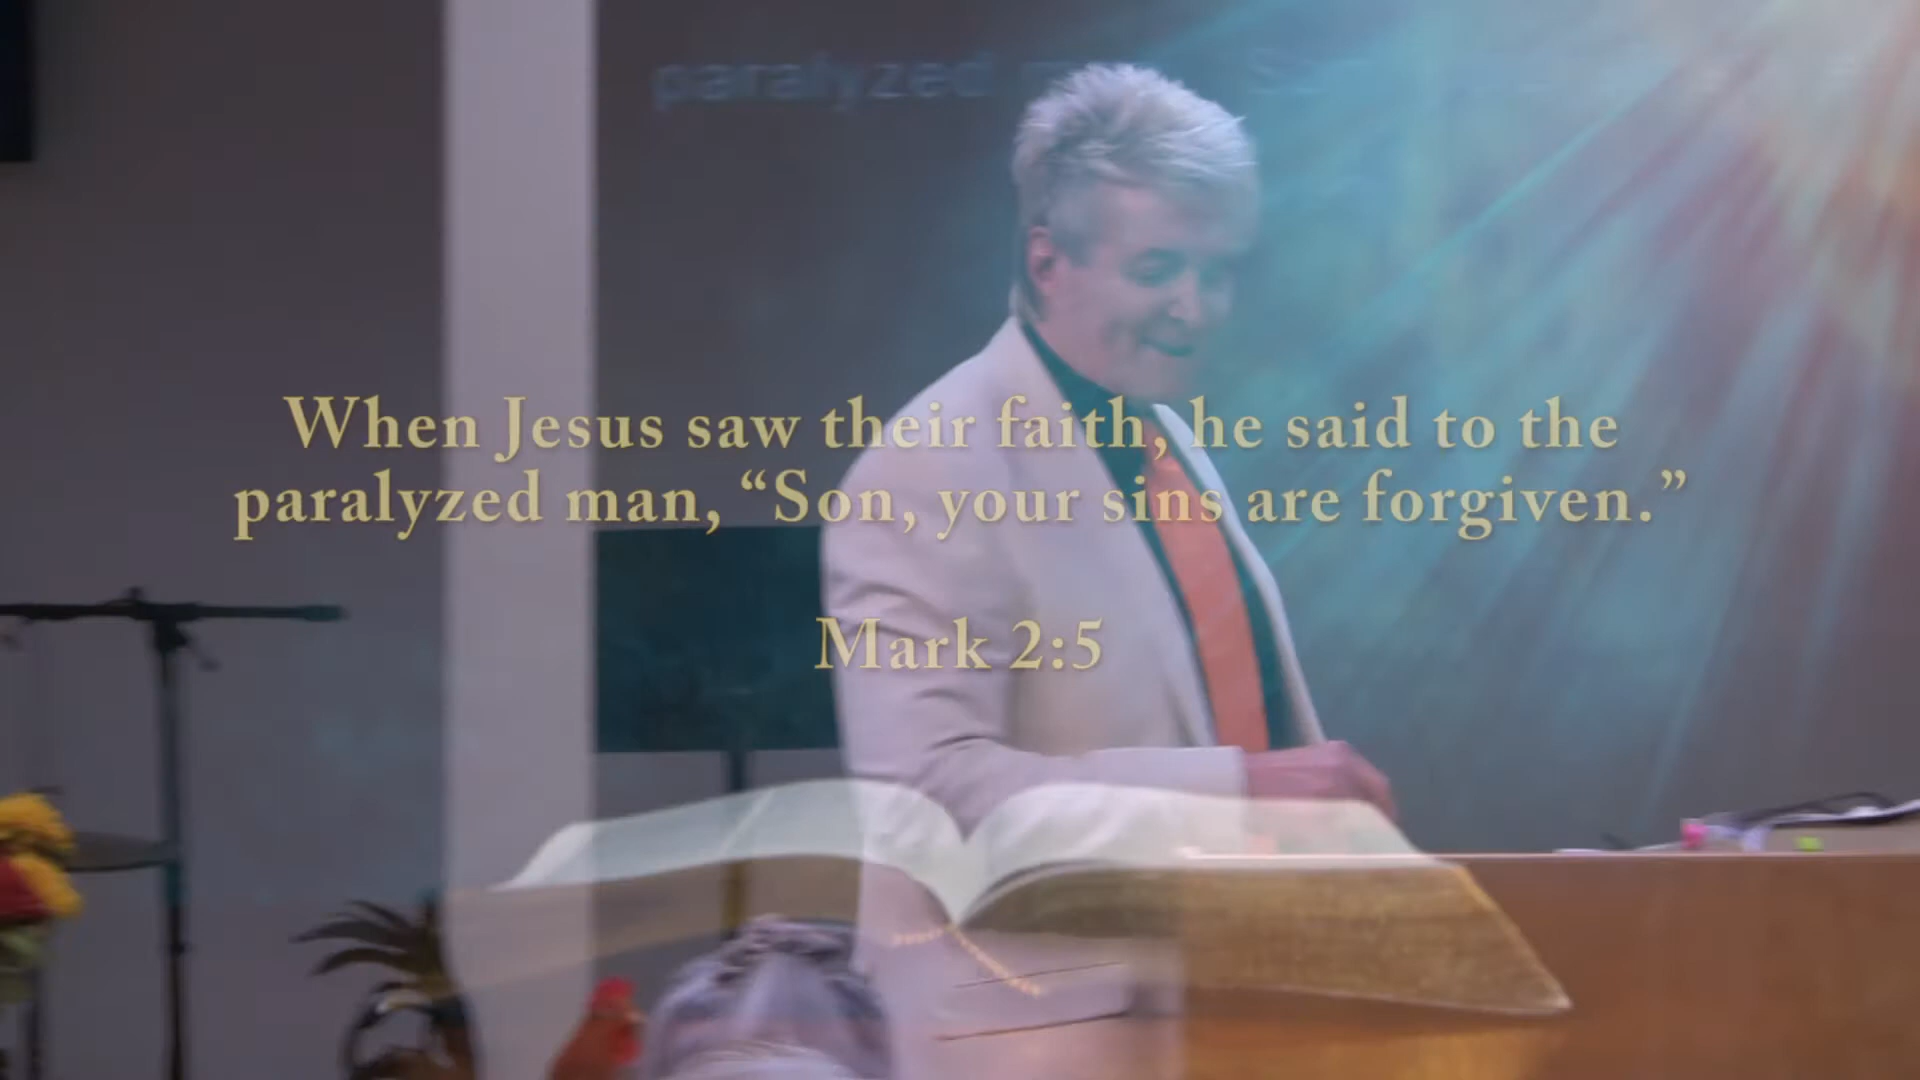 paralyzed
When Jesus saw their faith, he said to the
paralyzed man, “Son, your sins are forgiven.”
Mark 2:5